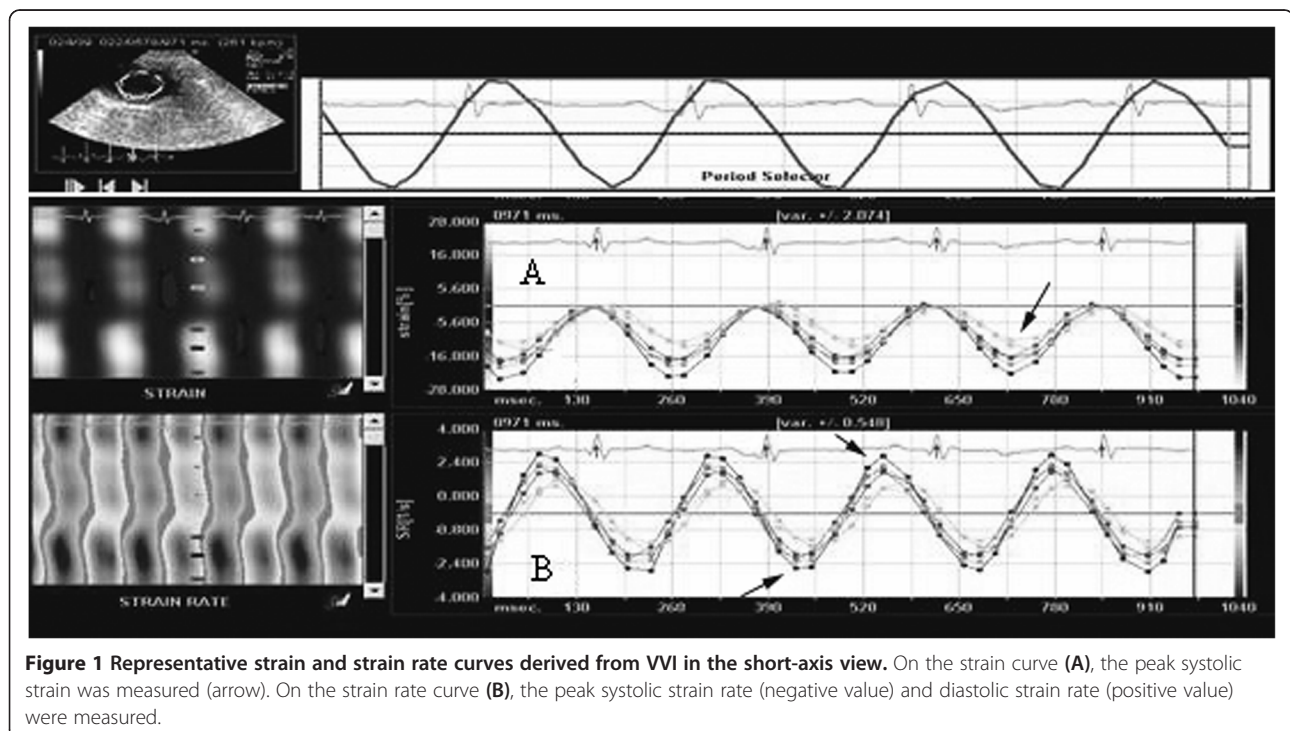 Period Selector
0971 ms.
[var. +/- 2.074]
28.000
16.000
5.600
-5.600
-16.000
-28.000
A
msec.
130
260
390
520
650
780
910
1040
STRAIN
0971 ms.
[var. +/- 0.548]
4.000
2.400
0.000
-0.800
-2.400
-4.000
B
msec.
130
260
390
520
650
780
910
1040
STRAIN RATE
Figure 1 Representative strain and strain rate curves derived from VVI in the short-axis view. On the strain curve (A), the peak systolic
strain was measured (arrow). On the strain rate curve (B), the peak systolic strain rate (negative value) and diastolic strain rate (positive value)
were measured.